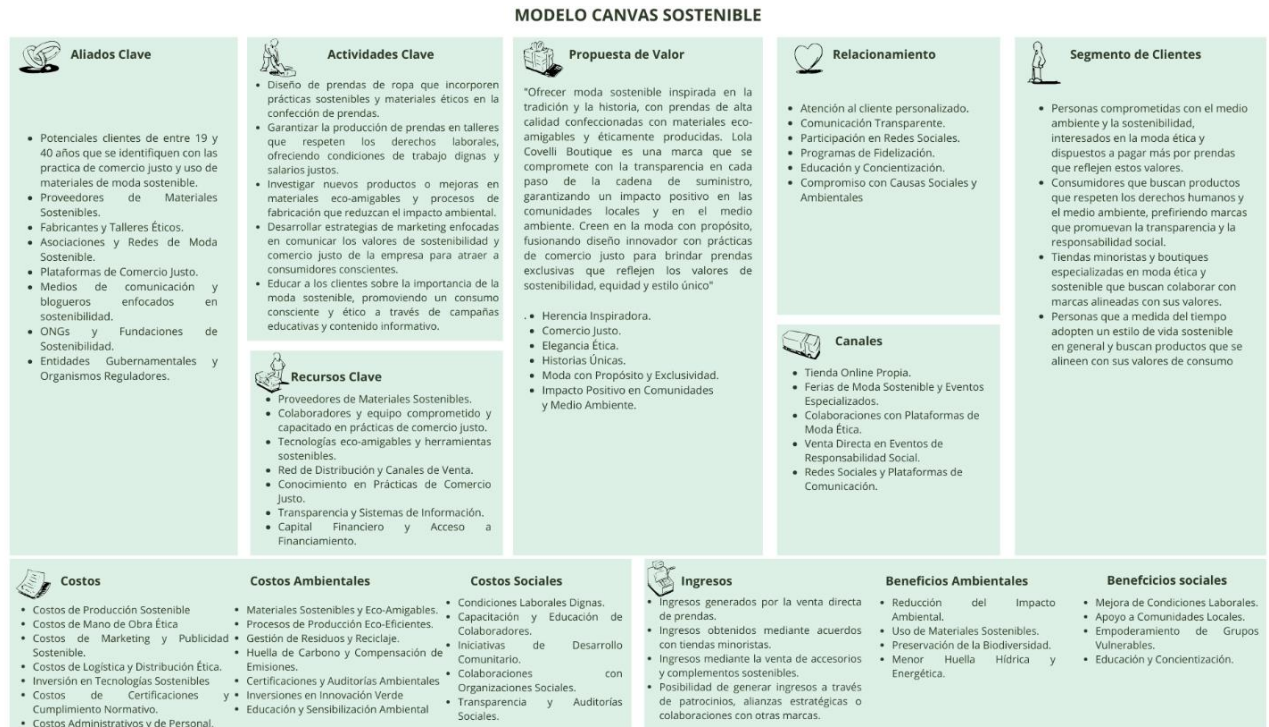 MODELO CANVAS SOSTENIBLE
Aliados Clave
Potenciales clientes de entre 19 y
40 años que se identifiquen con las
practica de comercio justo y uso de
materiales de moda sostenible.
Proveedores de Materiales
Sostenibles.
Fabricantes y Talleres Éticos.
Asociaciones y Redes de Moda
Sostenible.
Plataformas de Comercio Justo.
Medios de comunicación y
blogueros enfocados en
sostenibilidad.
ONGs y Fundaciones de
Sostenibilidad.
Entidades Gubernamentales y
Organismos Reguladores.
Actividades Clave
Diseño de prendas de ropa que incorporen
prácticas sostenibles y materiales éticos en la
confección de prendas.
Garantizar la producción de prendas en talleres
que respeten los derechos laborales,
ofreciendo condiciones de trabajo dignas y
salarios justos.
Investigar nuevos productos o mejoras en
materiales eco-amigables y procesos de
fabricación que reduzcan el impacto ambiental.
Desarrollar estrategias de marketing enfocadas
en comunicar los valores de sostenibilidad y
comercio justo de la empresa para atraer a
consumidores conscientes.
Educar a los clientes sobre la importancia de la
moda sostenible, promoviendo un consumo
consciente y ético a través de campañas
educativas y contenido informativo.
Recursos Clave
Proveedores de Materiales Sostenibles.
Colaboradores y equipo comprometido y
capacitado en prácticas de comercio justo.
Tecnologías eco-amigables y herramientas
sostenibles.
Red de Distribución y Canales de Venta.
Conocimiento en Prácticas de Comercio
Justo.
Transparencia y Sistemas de Información.
Capital Financiero y Acceso a
Financiamiento.
Propuesta de Valor
"Ofrecer moda sostenible inspirada en la
tradición y la historia, con prendas de alta
calidad confeccionadas con materiales eco-
amigables y éticamente producidas. Lola
Covelli Boutique es una marca que se
compromete con la transparencia en cada
paso de la cadena de suministro,
garantizando un impacto positivo en las
comunidades locales y en el medio
ambiente. Creen en la moda con propósito,
fusionando diseño innovador con prácticas
de comercio justo para brindar prendas
exclusivas que reflejen los valores de
sostenibilidad, equidad y estilo único"
. • Herencia Inspiradora.
Comercio Justo.
Elegancia Ética.
Historias Únicas.
Moda con Propósito y Exclusividad.
Impacto Positivo en Comunidades
y Medio Ambiente.
Relacionamiento
Atención al cliente personalizado.
Comunicación Transparente.
Participación en Redes Sociales.
Programas de Fidelización.
Educación y Concientización.
Compromiso con Causas Sociales y
Ambientales
Canales
Tienda Online Propia.
Ferias de Moda Sostenible y Eventos
Especializados.
Colaboraciones con Plataformas de
Moda Ética.
Venta Directa en Eventos de
Responsabilidad Social.
Redes Sociales y Plataformas de
Comunicación.
Segmento de Clientes
Personas comprometidas con el medio
ambiente y la sostenibilidad,
interesados en la moda ética y
dispuestos a pagar más por prendas
que reflejen estos valores.
Consumidores que buscan productos
que respeten los derechos humanos y
el medio ambiente, prefiriendo marcas
que promuevan la transparencia y la
responsabilidad social.
Tiendas minoristas y boutiques
especializadas en moda ética y
sostenible que buscan colaborar con
marcas alineadas con sus valores.
Personas que a medida del tiempo
adopten un estilo de vida sostenible
en general y buscan productos que se
alineen con sus valores de consumo
Costos
Costos de Producción Sostenible
Costos de Mano de Obra Ética
Costos de Marketing y Publicidad
Sostenible.
Costos de Logística y Distribución Ética.
Inversión en Tecnologías Sostenibles
Costos de Certificaciones y
Cumplimiento Normativo.
Costos Administrativos y de Personal.
Costos Ambientales
Materiales Sostenibles y Eco-Amigables.
Procesos de Producción Eco-Eficientes.
Gestión de Residuos y Reciclaje.
Huella de Carbono y Compensación de
Emisiones.
Certificaciones y Auditorías Ambientales
Inversiones en Innovación Verde
Educación y Sensibilización Ambiental
Costos Sociales
Condiciones Laborales Dignas.
Capacitación y Educación de
Colaboradores.
Iniciativas de Desarrollo
Comunitario.
Colaboraciones con
Organizaciones Sociales.
Transparencia y Auditorías
Sociales.
Ingresos
Ingresos generados por la venta directa
de prendas.
Ingresos obtenidos mediante acuerdos
con tiendas minoristas.
Ingresos mediante la venta de accesorios
y complementos sostenibles.
Posibilidad de generar ingresos a través
de patrocinios, alianzas estratégicas o
colaboraciones con otras marcas.
Beneficios Ambientales
Reducción del Impacto
Ambiental.
Uso de Materiales Sostenibles.
Preservación de la Biodiversidad.
Menor Huella Hídrica y
Energética.
Benefcicios sociales
Mejora de Condiciones Laborales.
Apoyo a Comunidades Locales.
Empoderamiento de Grupos
Vulnerables.
Educación y Concientización.